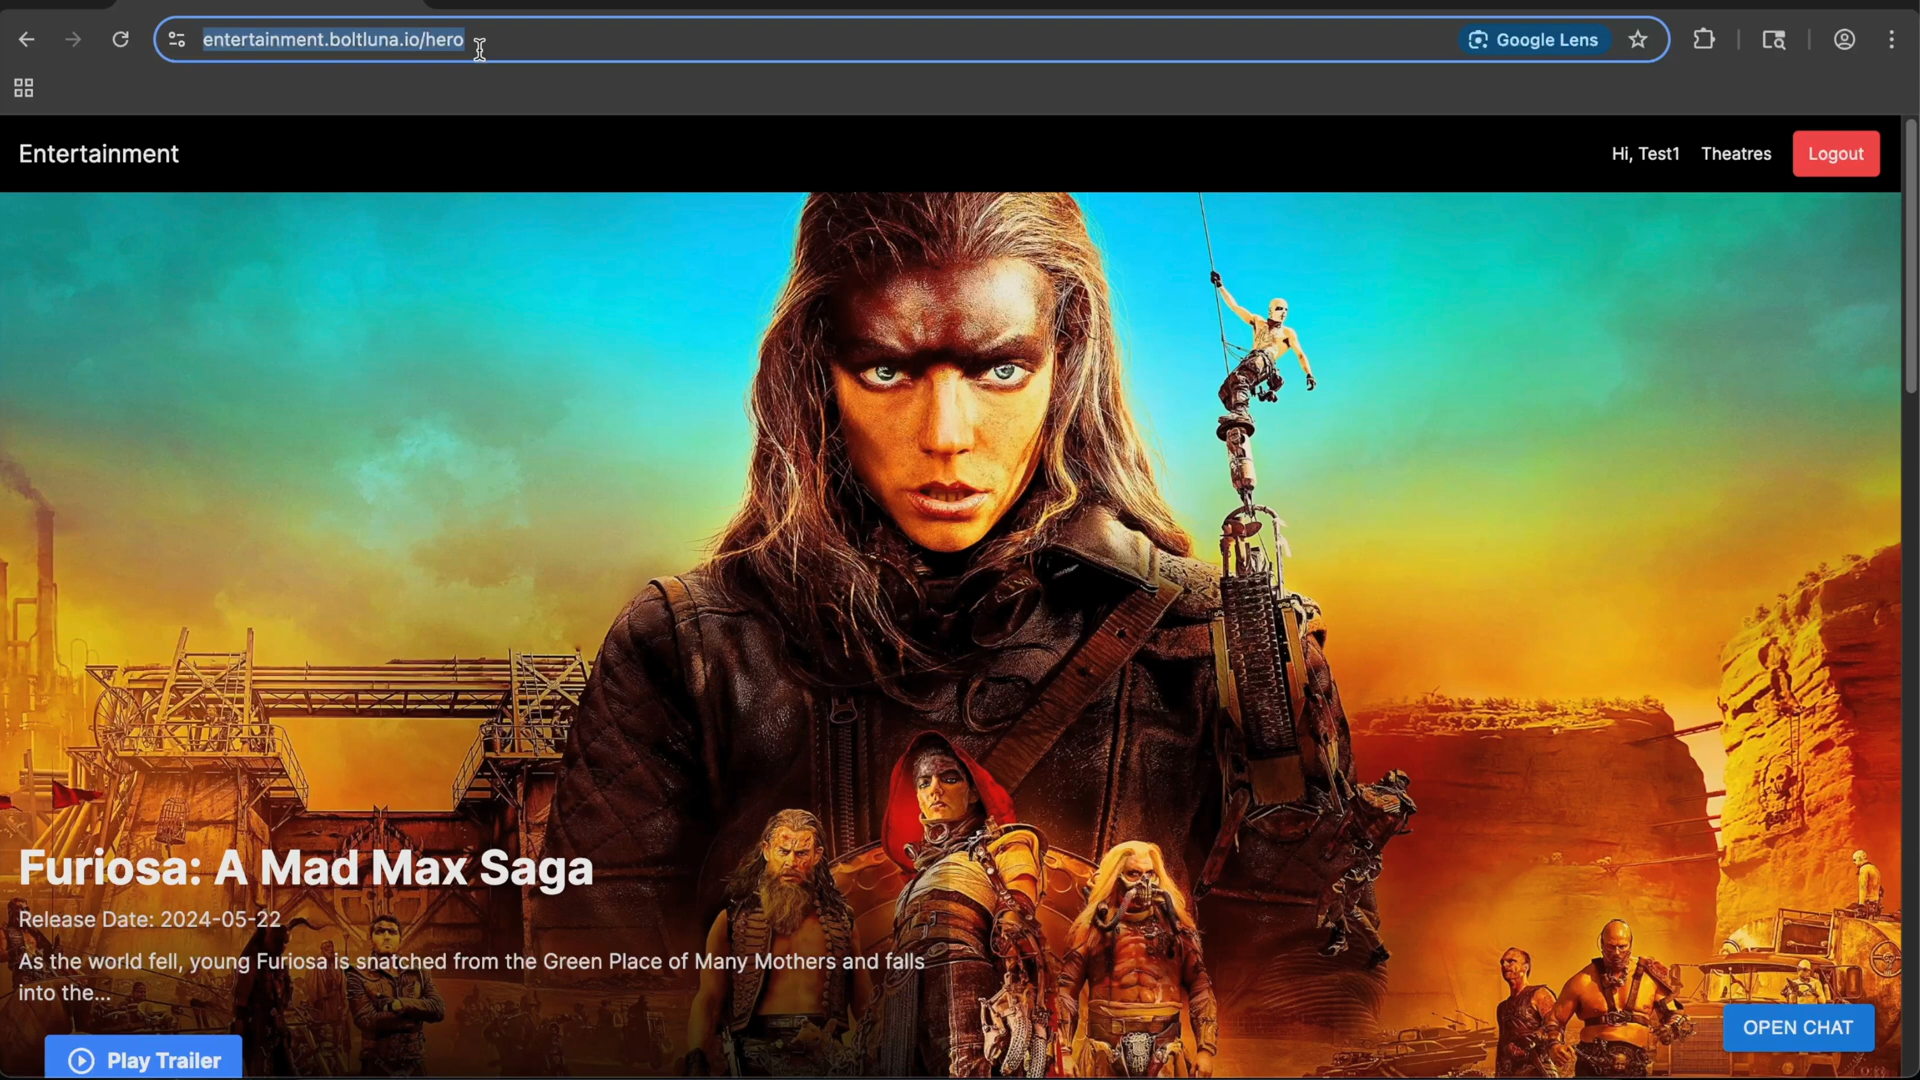 entertainment.boltluna.io/hero
Google Lens
Entertainment
Hi, Test1
Theatres
Logout
Furiosa: A Mad Max Saga
Release Date: 2024-05-22
As the world fell, young Furiosa is snatched from the Green Place of Many Mothers and falls
into the...
OPEN CHAT
Play Trailer